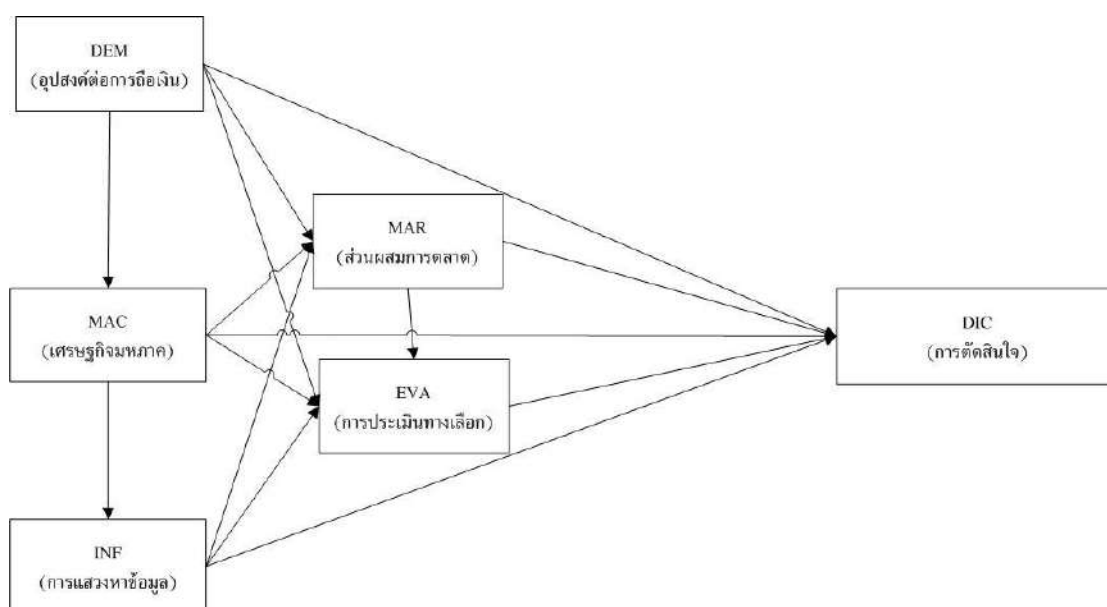 DEM
(อุปสงค์ต่อการถือเงิน)
MAR
(ส่วนผสมการตลาด)
MAC
(เศรษฐกิจมหภาค)
DIC
(การตัดสินใจ)
EVA
(การประเมินทางเลือก)
INF
(การแสวงหาข้อมูล)